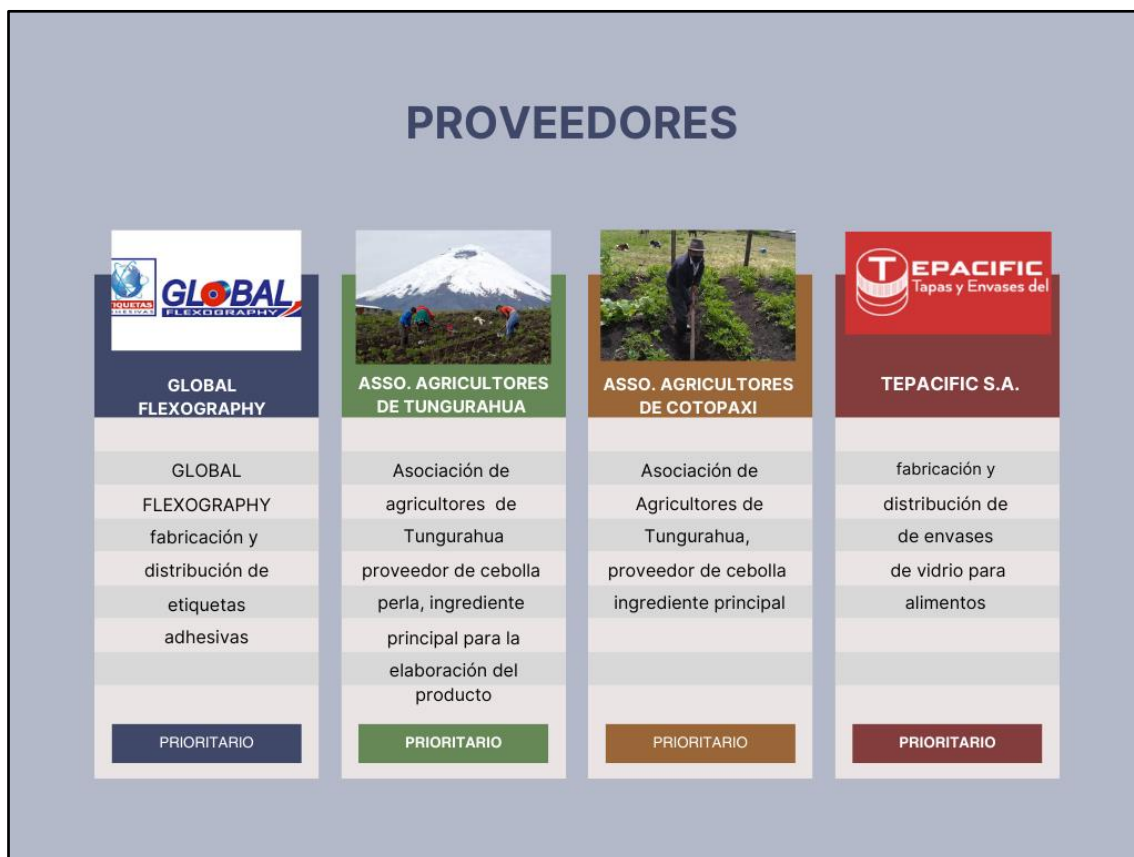 PROVEEDORES
TIQUETAS
GLOBAL
FLEXOGRAPHY
GLOBAL
FLEXOGRAPHY
GLOBAL
FLEXOGRAPHY
fabricación y
distribución de
etiquetas
adhesivas
PRIORITARIO
ASSO. AGRICULTORES
DE TUNGURAHUA
Asociación de
agricultores de
Tungurahua
proveedor de cebolla
perla, ingrediente
principal para la
elaboración del
producto
PRIORITARIO
ASSO. AGRICULTORES
DE COTOPAXI
Asociación de
Agricultores de
Tungurahua,
proveedor de cebolla
ingrediente principal
PRIORITARIO
TEPACIFIC
Tapas y Envases del
TEPACIFIC S.A.
fabricación y
distribución de
de envases
de vidrio para
alimentos
PRIORITARIO